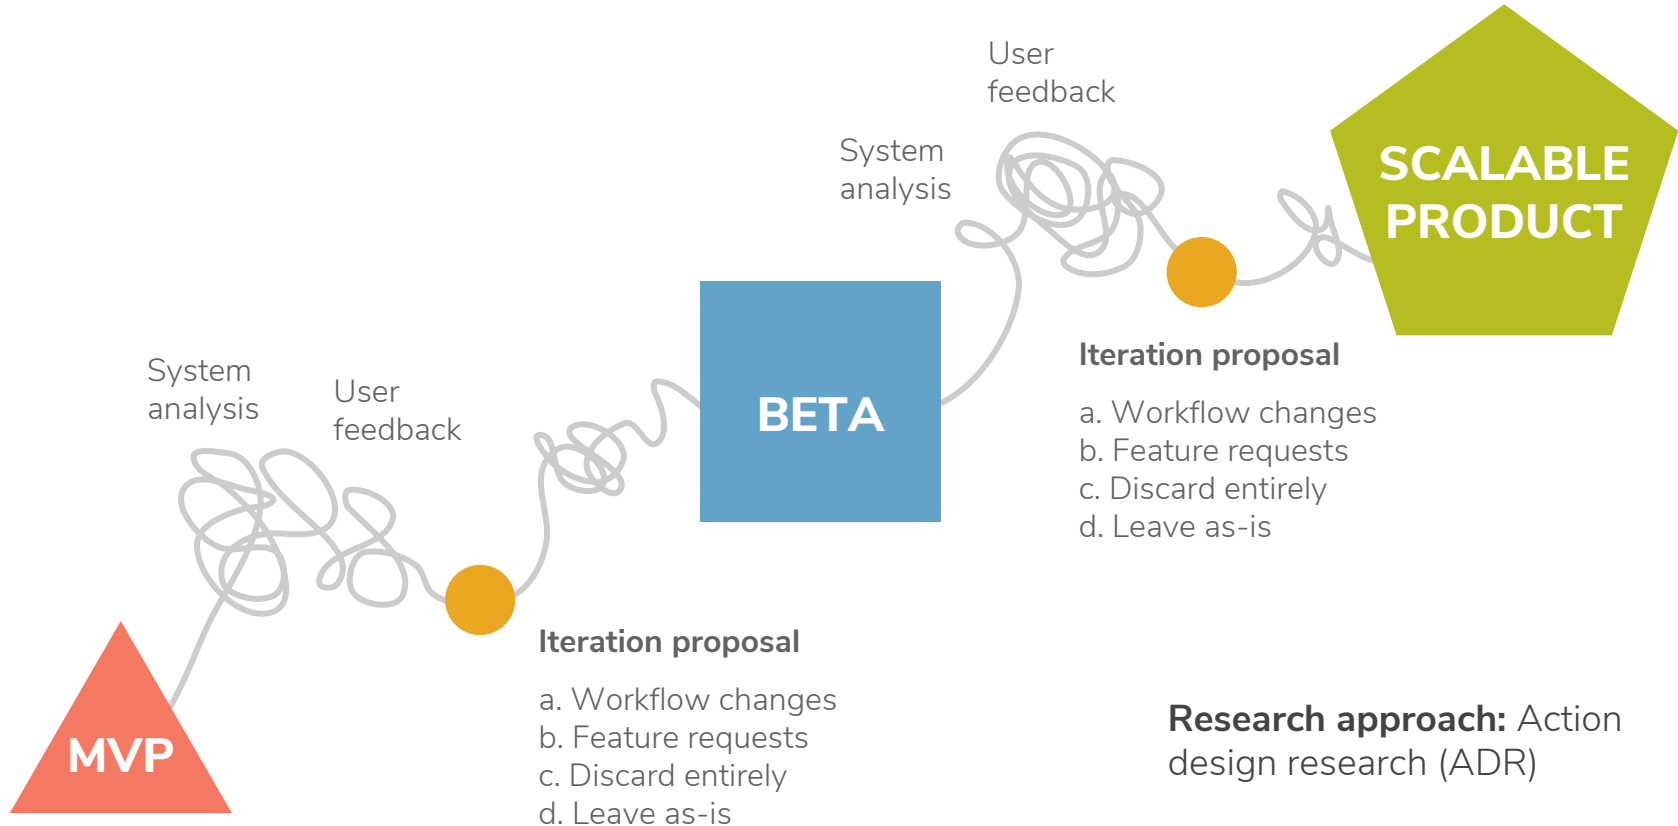 User
feedback
System
analysis
SCALABLE
PRODUCT
Iteration proposal
a. Workflow changes
b. Feature requests
c. Discard entirely
d. Leave as-is
BETA
System
analysis
User
feedback
Iteration proposal
a. Workflow changes
b. Feature requests
c. Discard entirely
d. Leave as-is
MVP
Research approach: Action
design research (ADR)